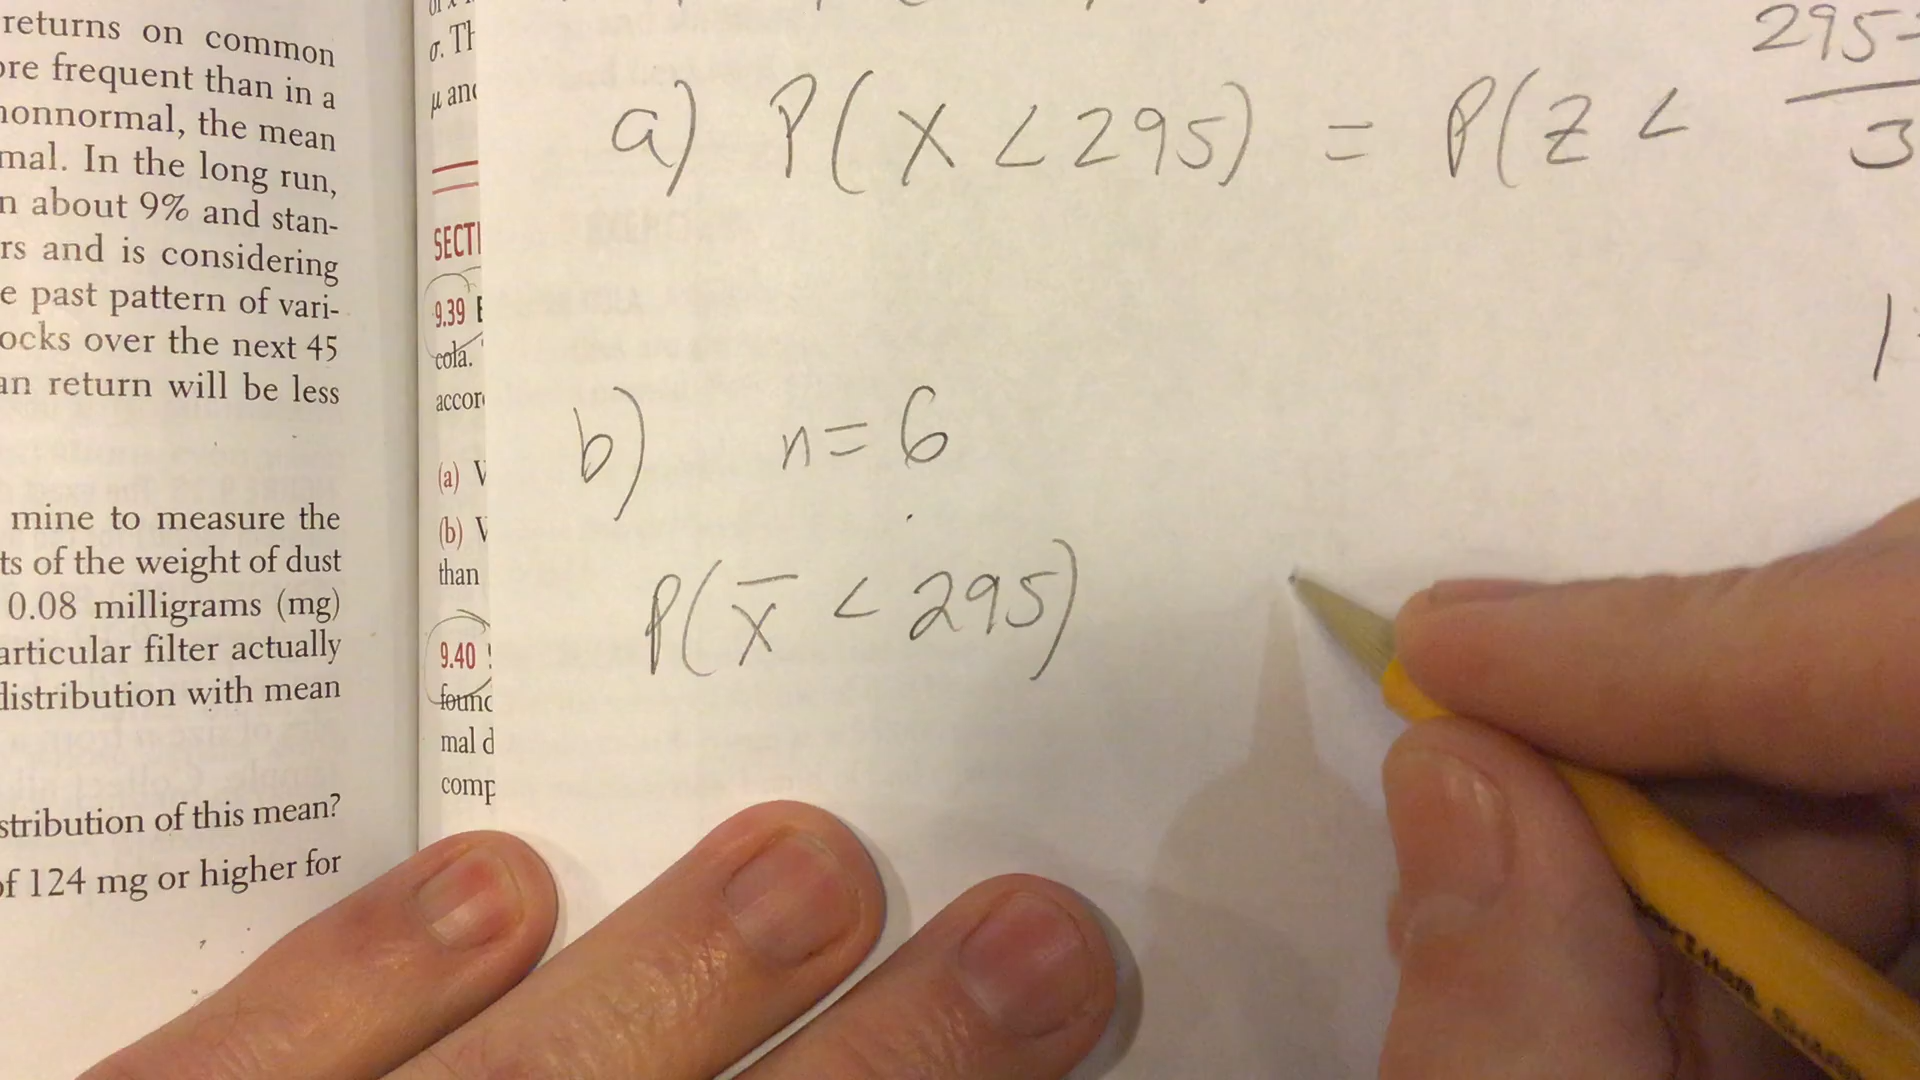 returns on common
ore frequent than in a
nonnormal, the mean
mal. In the long run,
n about 9% and stan-
rs and is considering
e past pattern of vari-
ocks over the next 45
an return will be less
mine to measure the
ts of the weight of dust
0.08 milligrams (mg)
articular filter actually
distribution with mean
stribution of this mean?
of 124 mg or higher for
σ. Th
μ and
SECTI
9.39 E
cola.
accor
(a) V
(b) V
than
9.40
found
mal d
comp
a) P(X < 295) = P(Z < 295- / 3
b) n = 6
P(x̄ < 295)